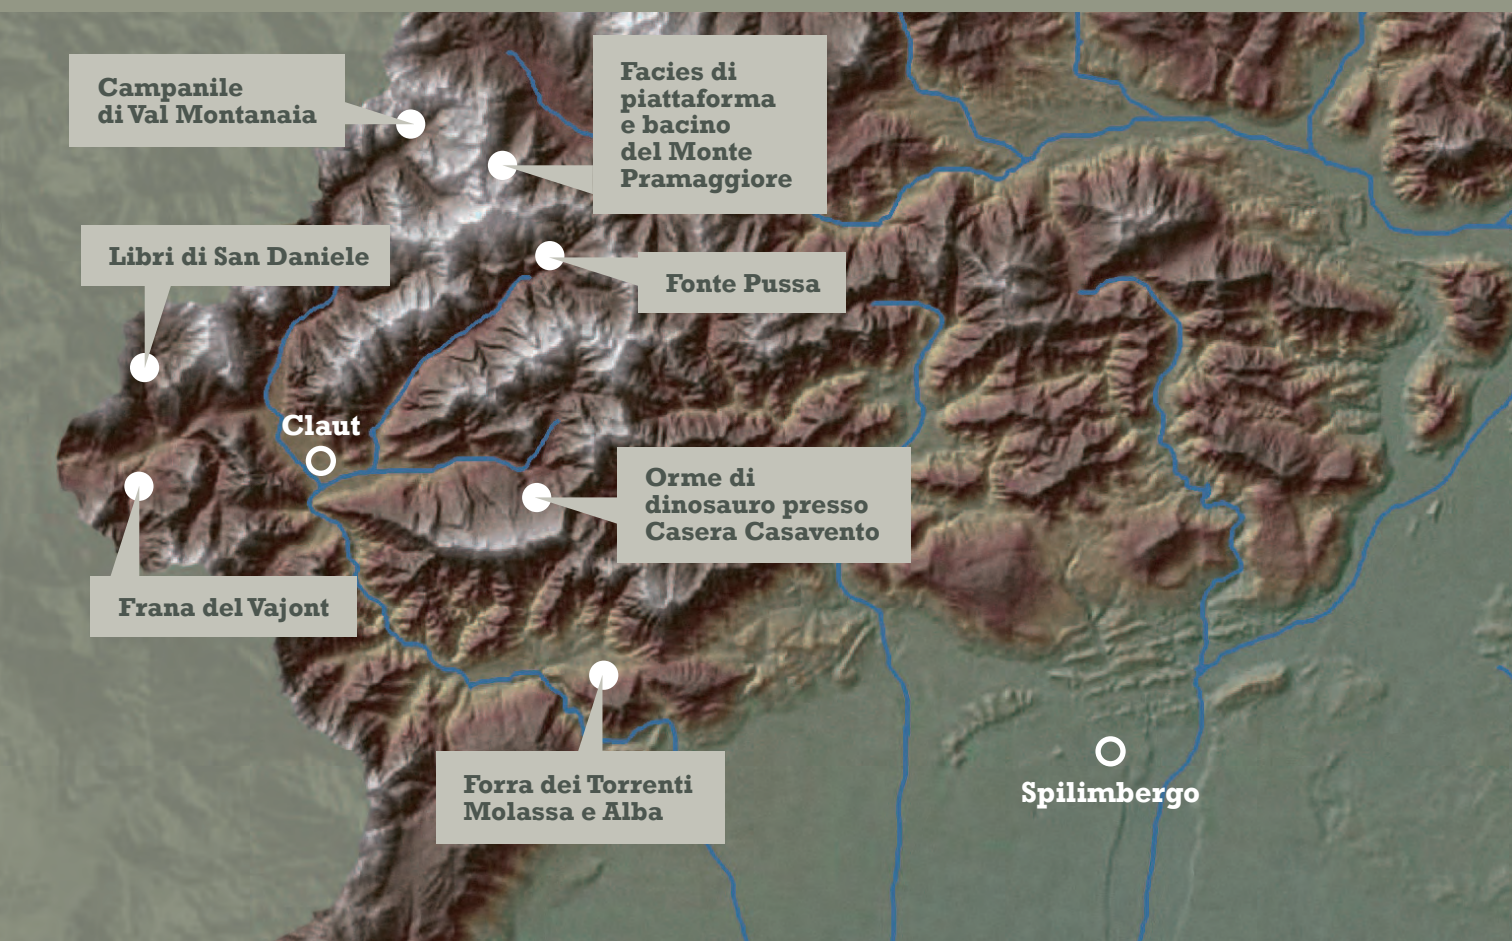 Campanile
di Val Montanaia
Facies di
piattaforma
e bacino
del Monte
Pramaggiore
Libri di San Daniele
Fonte Pussa
Claut
Orme di
dinosauro presso
Casera Casavento
Frana del Vajont
Forra dei Torrenti
Molassa e Alba
Spilimbergo